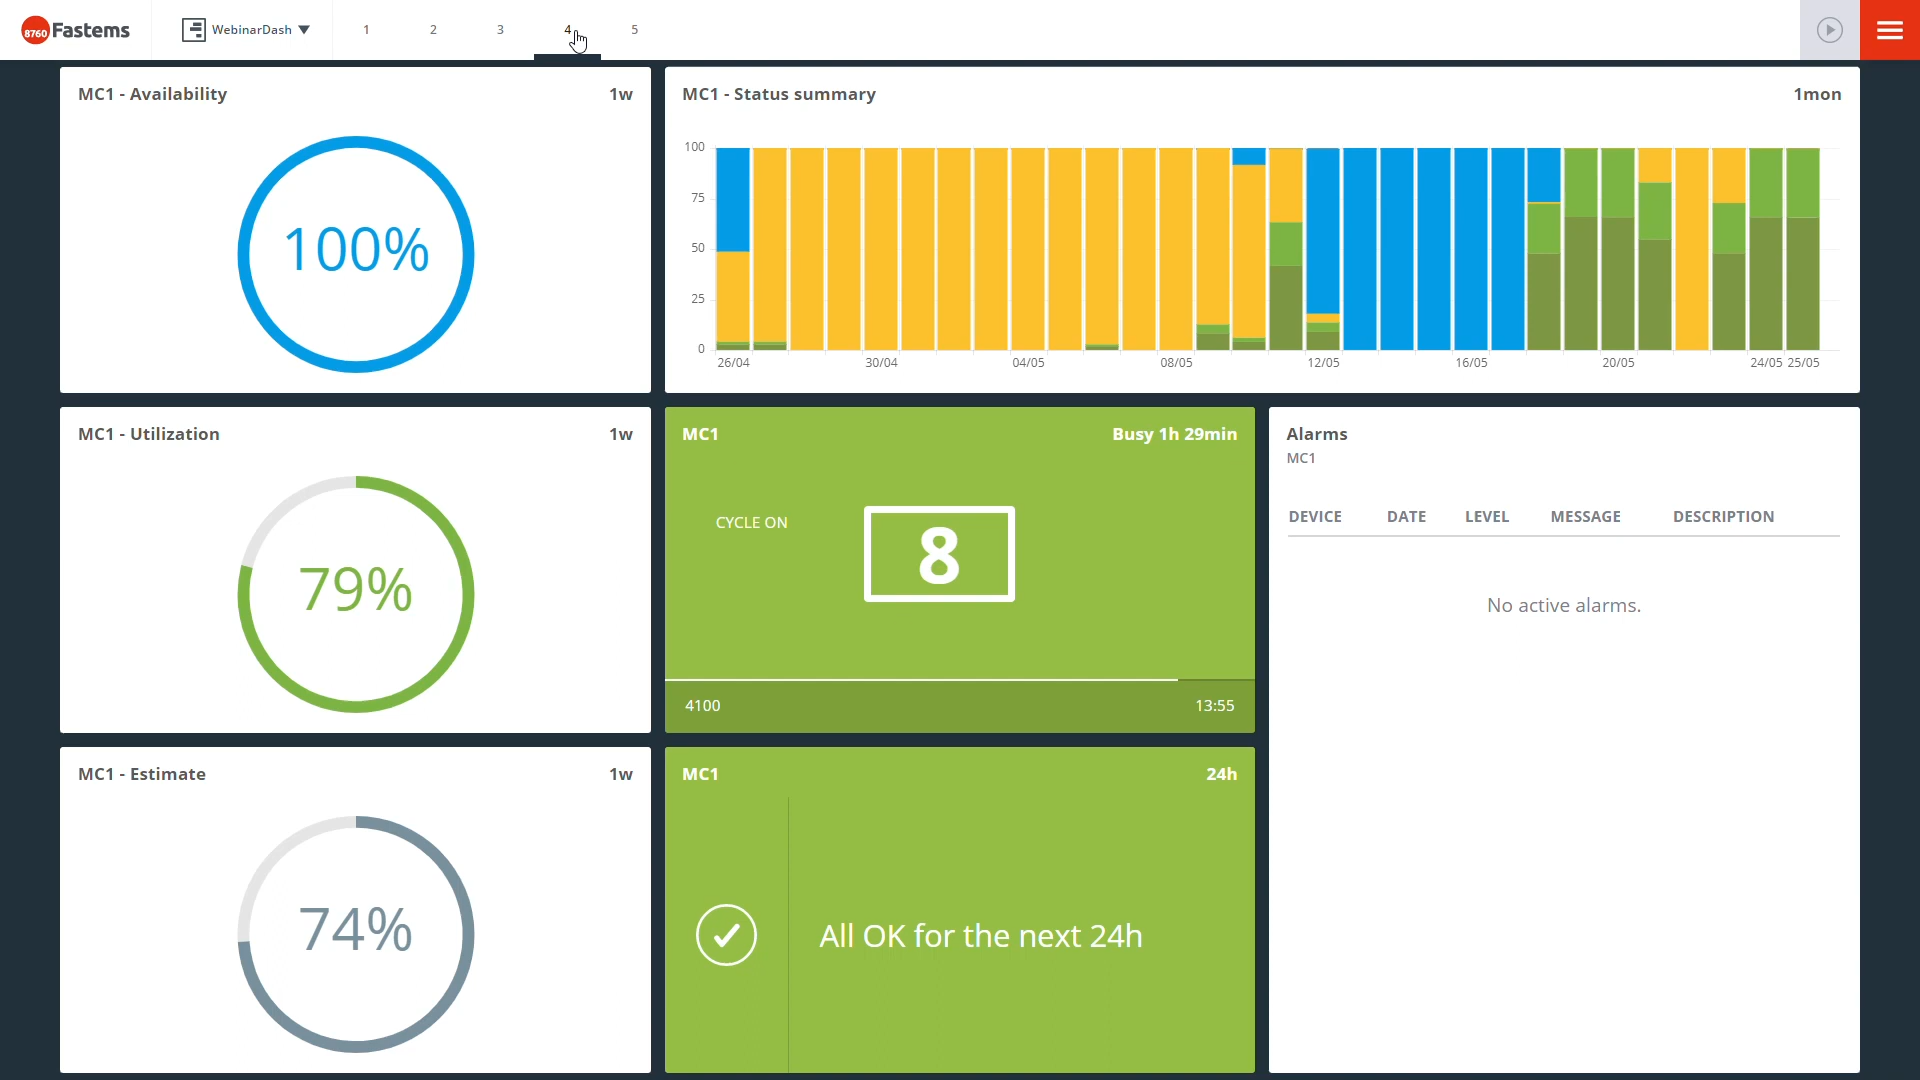 8760 Fastems
WebinarDash
1
2
3
4
5
MC1 - Availability
1w
100%
MC1 - Status summary
1mon
100
75
50
25
0
26/04
30/04
04/05
08/05
12/05
16/05
20/05
24/05
25/05
MC1 - Utilization
1w
79%
MC1
Busy 1h 29min
CYCLE ON
8
4100
13:55
Alarms
MC1
DEVICE DATE LEVEL MESSAGE DESCRIPTION
No active alarms.
MC1 - Estimate
1w
74%
MC1
24h
All OK for the next 24h